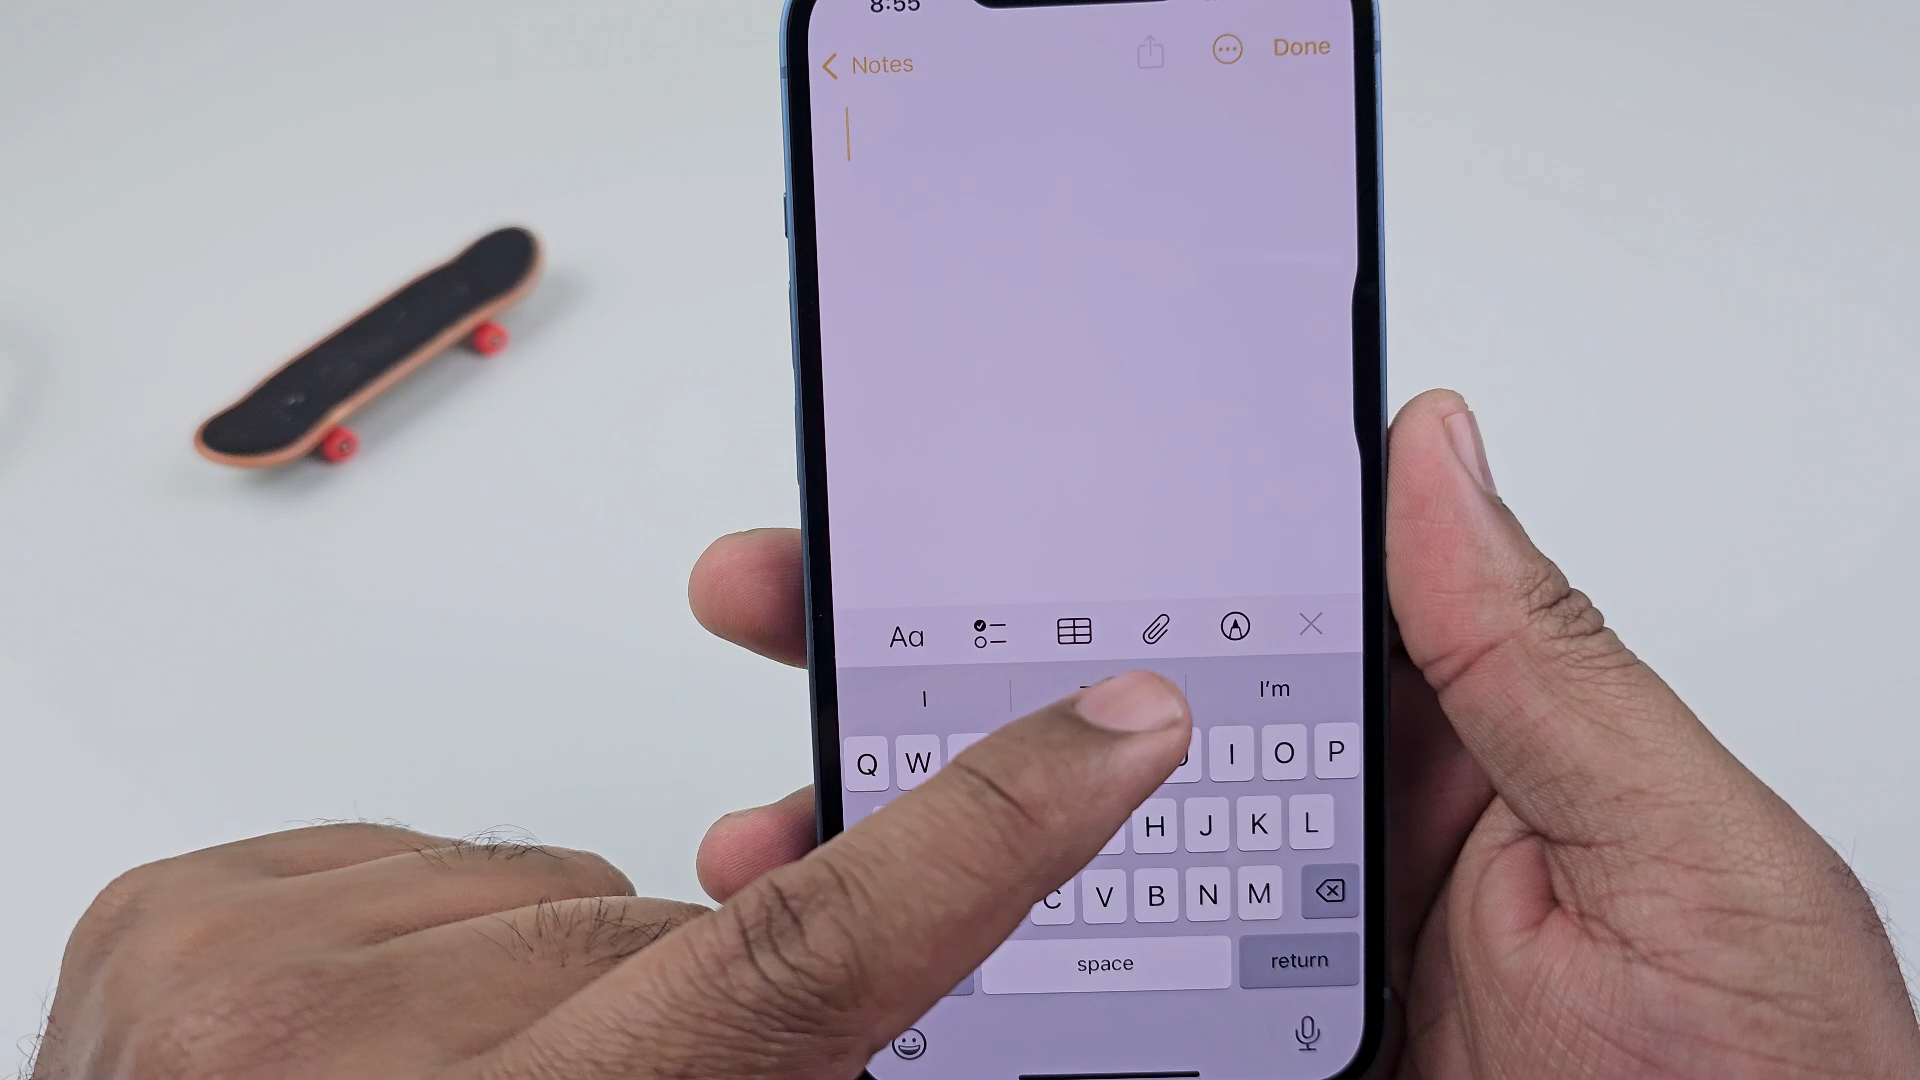 8:55
Notes
Done
Aa
I
I'm
Q W I O P
H J K L
C V B N M
space
return